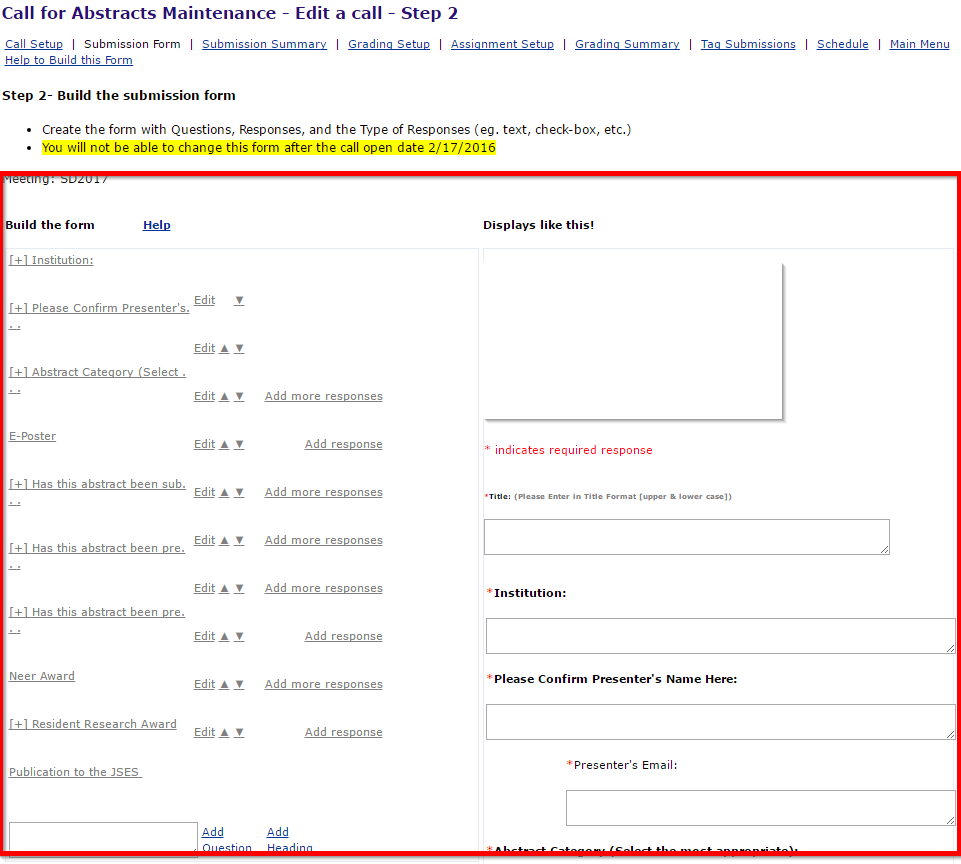 Call for Abstracts Maintenance - Edit a call - Step 2
Call Setup | Submission Form | Submission Summary | Grading Setup | Assignment Setup | Grading Summary | Tag Submissions | Schedule | Main Menu
Help to Build this Form
Step 2- Build the submission form
• Create the form with Questions, Responses, and the Type of Responses (eg. text, check-box, etc.)
• You will not be able to change this form after the call open date 2/17/2016
Meeting: SD2017
Build the form Help
[+] Institution:
Edit ▼
[+] Please Confirm Presenter's.
. .
Edit ▲ ▼
[+] Abstract Category (Select .
. .
Edit ▲ ▼ Add more responses
E-Poster
Edit ▲ ▼ Add response
[+] Has this abstract been sub.
. .
Edit ▲ ▼ Add more responses
Edit ▲ ▼ Add more responses
[+] Has this abstract been pre.
. .
Edit ▲ ▼ Add more responses
[+] Has this abstract been pre.
. .
Edit ▲ ▼ Add response
Neer Award
Edit ▲ ▼ Add more responses
[+] Resident Research Award
Edit ▲ ▼ Add response
Publication to the JSES
Add Add
Question Heading
Displays like this!
* indicates required response
*Title: (Please Enter in Title Format [upper & lower case])
*Institution:
*Please Confirm Presenter's Name Here:
*Presenter's Email:
*Abstract Category (Select the most appropriate):